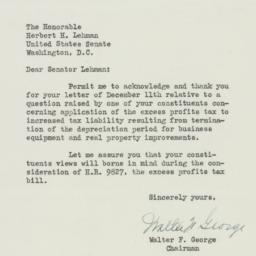 The Honorable
Herbert H. Lehman
United States Senate
Washington, D.C.
Dear Senator Lehman:
Permit me to acknowledge and thank you
for your letter of December 11th relative to a
question raised by one of your constituents con-
cerning application of the excess profits tax to
increased tax liability resulting from termina-
tion of the depreciation period for business
equipment and real property improvements.
Let me assure you that your consti-
tuents views will borns in mind during the con-
sideration of H.R. 9827, the excess profits tax
bill.
Sincerely yours,
Walter F. George
Walter F. George
Chairman